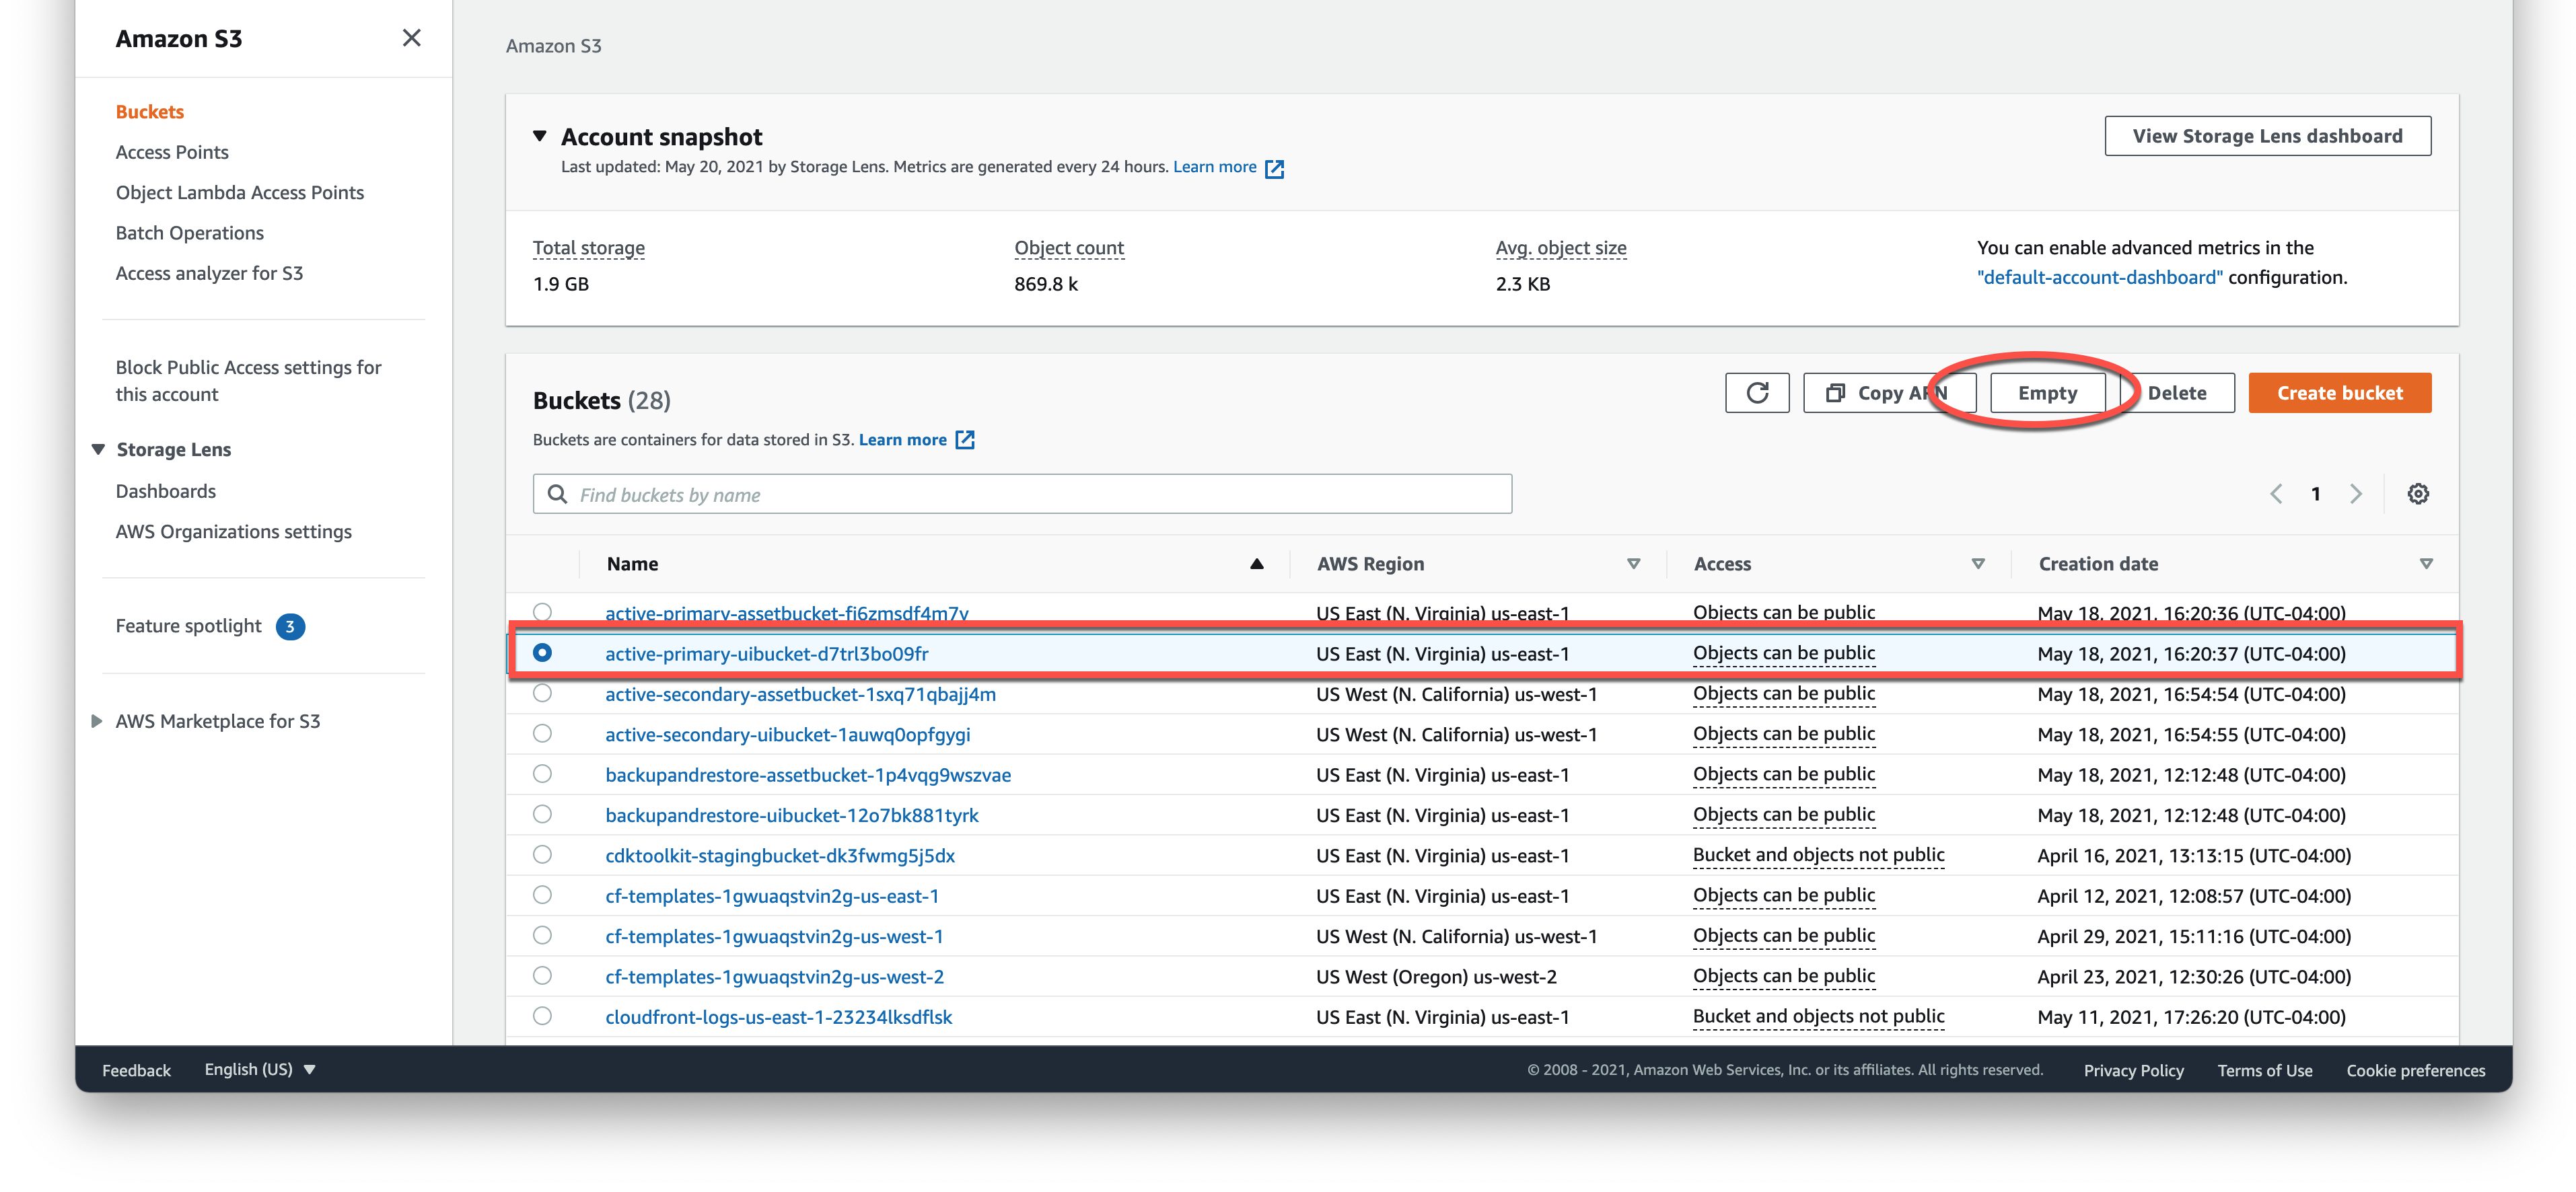 Amazon S3
Buckets
Access Points
Object Lambda Access Points
Batch Operations
Access analyzer for S3
Block Public Access settings for
this account
Storage Lens
Dashboards
AWS Organizations settings
Feature spotlight 3
AWS Marketplace for S3
Amazon S3
Account snapshot
View Storage Lens dashboard
Last updated: May 20, 2021 by Storage Lens. Metrics are generated every 24 hours. Learn more
Total storage
1.9 GB
Object count
869.8 k
Avg. object size
2.3 KB
You can enable advanced metrics in the
"default-account-dashboard" configuration.
Buckets (28)
Copy ARN Empty Delete Create bucket
Buckets are containers for data stored in S3. Learn more
Find buckets by name
1
Name AWS Region Access Creation date
active-primary-assetbucket-fi6zmsdf4m7v US East (N. Virginia) us-east-1 Objects can be public May 18, 2021, 16:20:36 (UTC-04:00)
active-primary-uibucket-d7trl3bo09fr US East (N. Virginia) us-east-1 Objects can be public May 18, 2021, 16:20:37 (UTC-04:00)
active-secondary-assetbucket-1sxq71qbajj4m US West (N. California) us-west-1 Objects can be public May 18, 2021, 16:54:54 (UTC-04:00)
active-secondary-uibucket-1auwq0opfgygi US West (N. California) us-west-1 Objects can be public May 18, 2021, 16:54:55 (UTC-04:00)
backupandrestore-assetbucket-1p4vqg9wszvae US East (N. Virginia) us-east-1 Objects can be public May 18, 2021, 12:12:48 (UTC-04:00)
backupandrestore-uibucket-12o7bk881tyrk US East (N. Virginia) us-east-1 Objects can be public May 18, 2021, 12:12:48 (UTC-04:00)
cdktoolkit-stagingbucket-dk3fwmg5j5dx US East (N. Virginia) us-east-1 Bucket and objects not public April 16, 2021, 13:13:15 (UTC-04:00)
cf-templates-1gwuaqstvin2g-us-east-1 US East (N. Virginia) us-east-1 Objects can be public April 12, 2021, 12:08:57 (UTC-04:00)
cf-templates-1gwuaqstvin2g-us-west-1 US West (N. California) us-west-1 Objects can be public April 29, 2021, 15:11:16 (UTC-04:00)
cf-templates-1gwuaqstvin2g-us-west-2 US West (Oregon) us-west-2 Objects can be public April 23, 2021, 12:30:26 (UTC-04:00)
cloudfront-logs-us-east-1-23234lksdflsk US East (N. Virginia) us-east-1 Bucket and objects not public May 11, 2021, 17:26:20 (UTC-04:00)
Feedback English (US) © 2008 - 2021, Amazon Web Services, Inc. or its affiliates. All rights reserved. Privacy Policy Terms of Use Cookie preferences